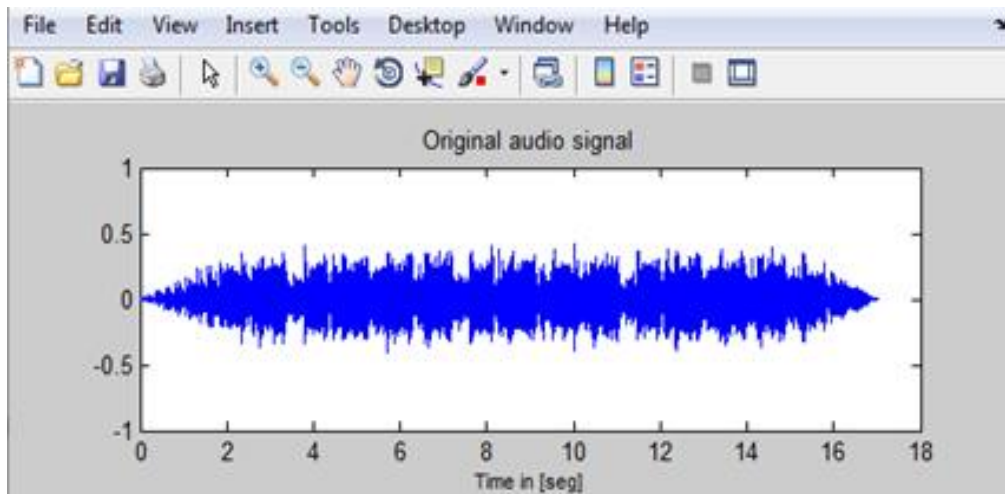 File Edit View Insert Tools Desktop Window Help
Original audio signal
1
0.5
0
-0.5
-1
0 2 4 6 8 10 12 14 16 18
Time in [seg]